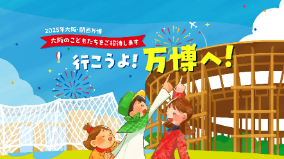 2025年大阪・関西万博
大阪のこどもたちをご招待します
行こうよ！万博へ！